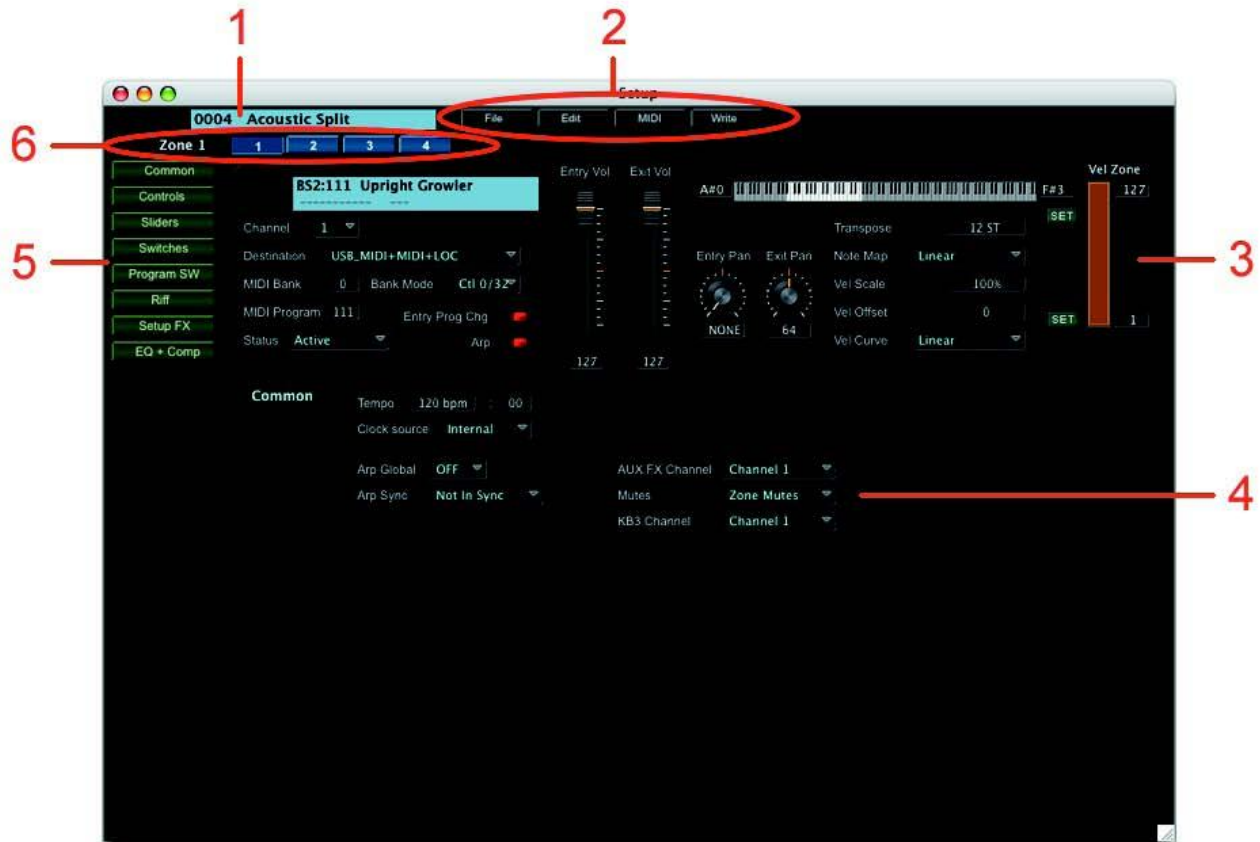 1
2
Setup
0004 Acoustic Split
File Edit MIDI Write
6
Zone 1 1 2 3 4
Common
Controls
Sliders
Switches
Program SW
Riff
Setup FX
EQ + Comp
5
BS2:111 Upright Growler
----------- ---
Channel 1
Destination USB_MIDI+MIDI+LOC
MIDI Bank 0 Bank Mode Ctl 0/32
MIDI Program 111 Entry Prog Chg
Status Active Arp
Entry Vol Exit Vol
127 127
A#0 F#3
Entry Pan Exit Pan
NONE 64
Transpose 12 ST
Note Map Linear
Vel Scale 100%
Vel Offset 0
Vel Curve Linear
Vel Zone
127
SET
SET
1
3
Common
Tempo 120 bpm : 00
Clock source Internal
Arp Global OFF
Arp Sync Not In Sync
AUX FX Channel Channel 1
Mutes Zone Mutes
KB3 Channel Channel 1
4